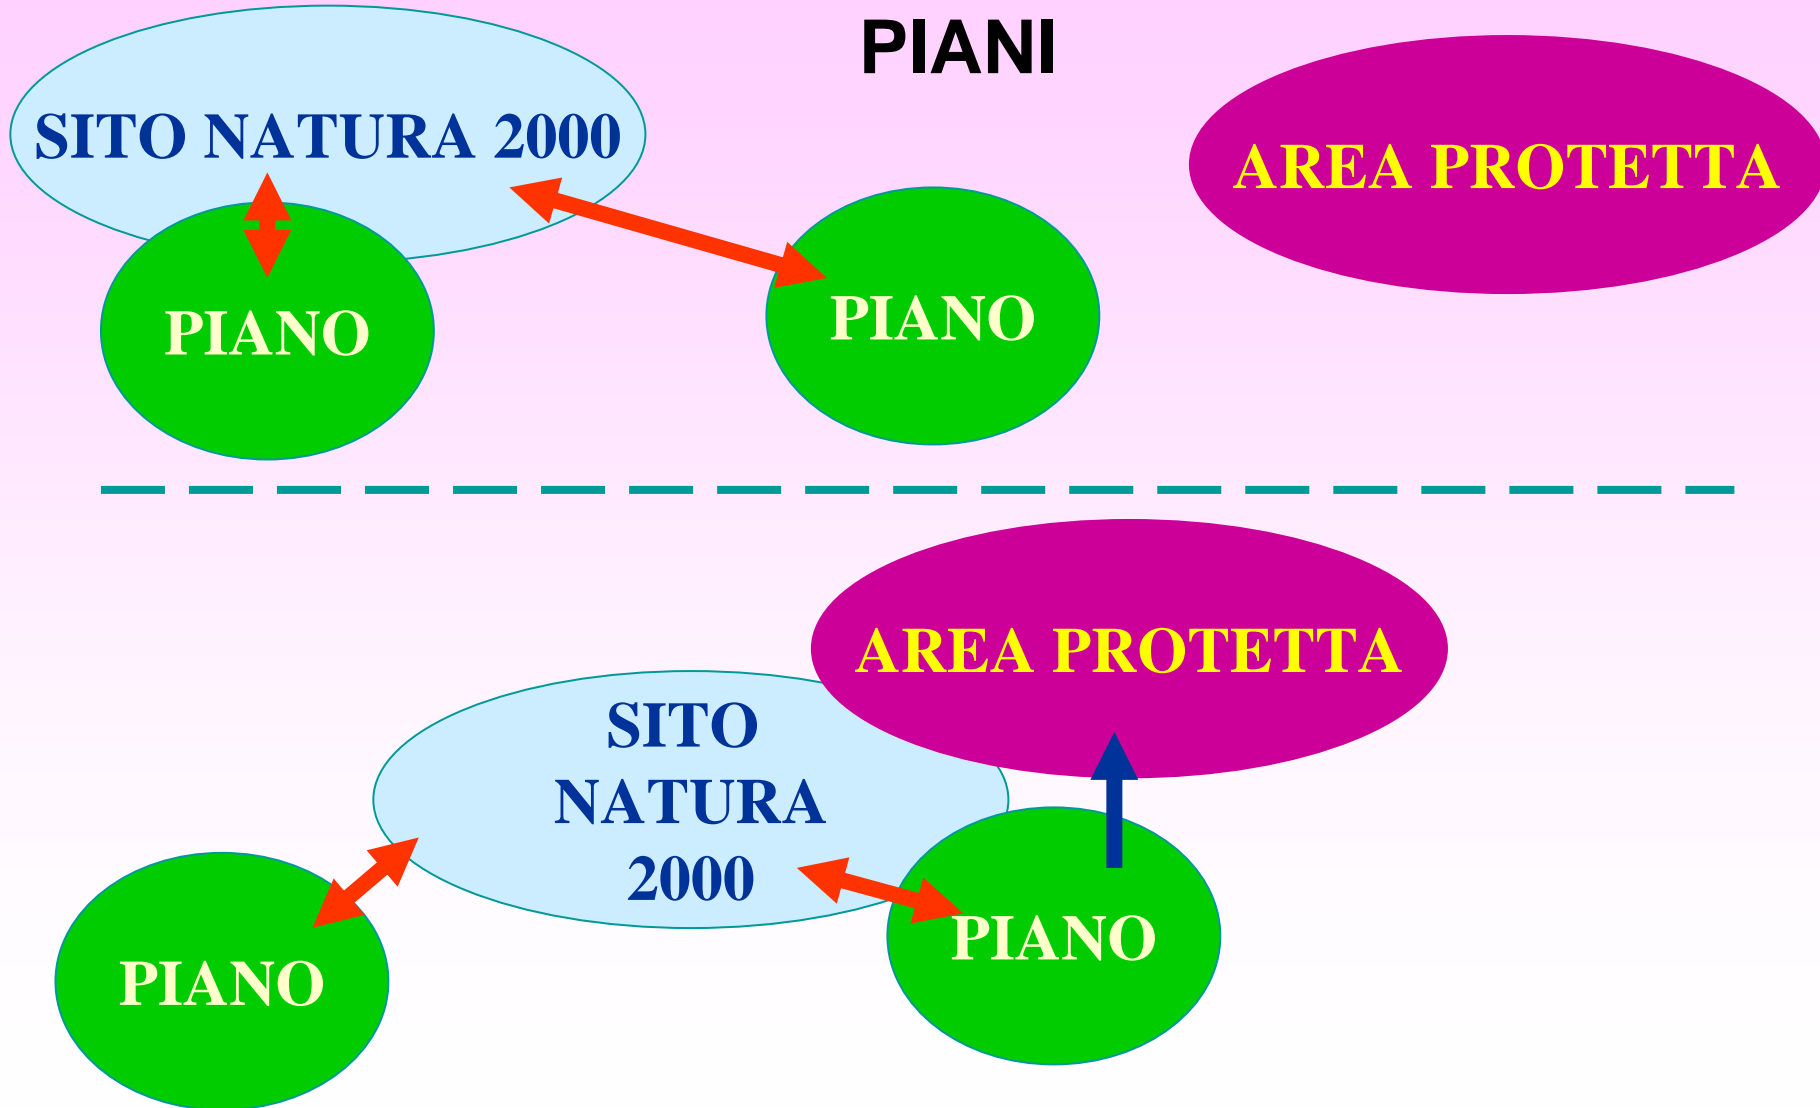 PIANI
SITO NATURA 2000
AREA PROTETTA
PIANO
PIANO
AREA PROTETTA
SITO
NATURA
2000
PIANO
PIANO